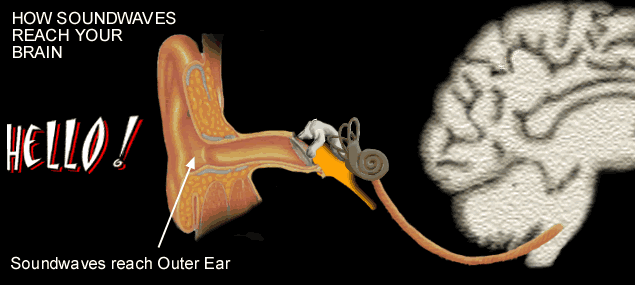 HOW SOUNDWAVES
REACH YOUR
BRAIN
HELLO!
Soundwaves reach Outer Ear